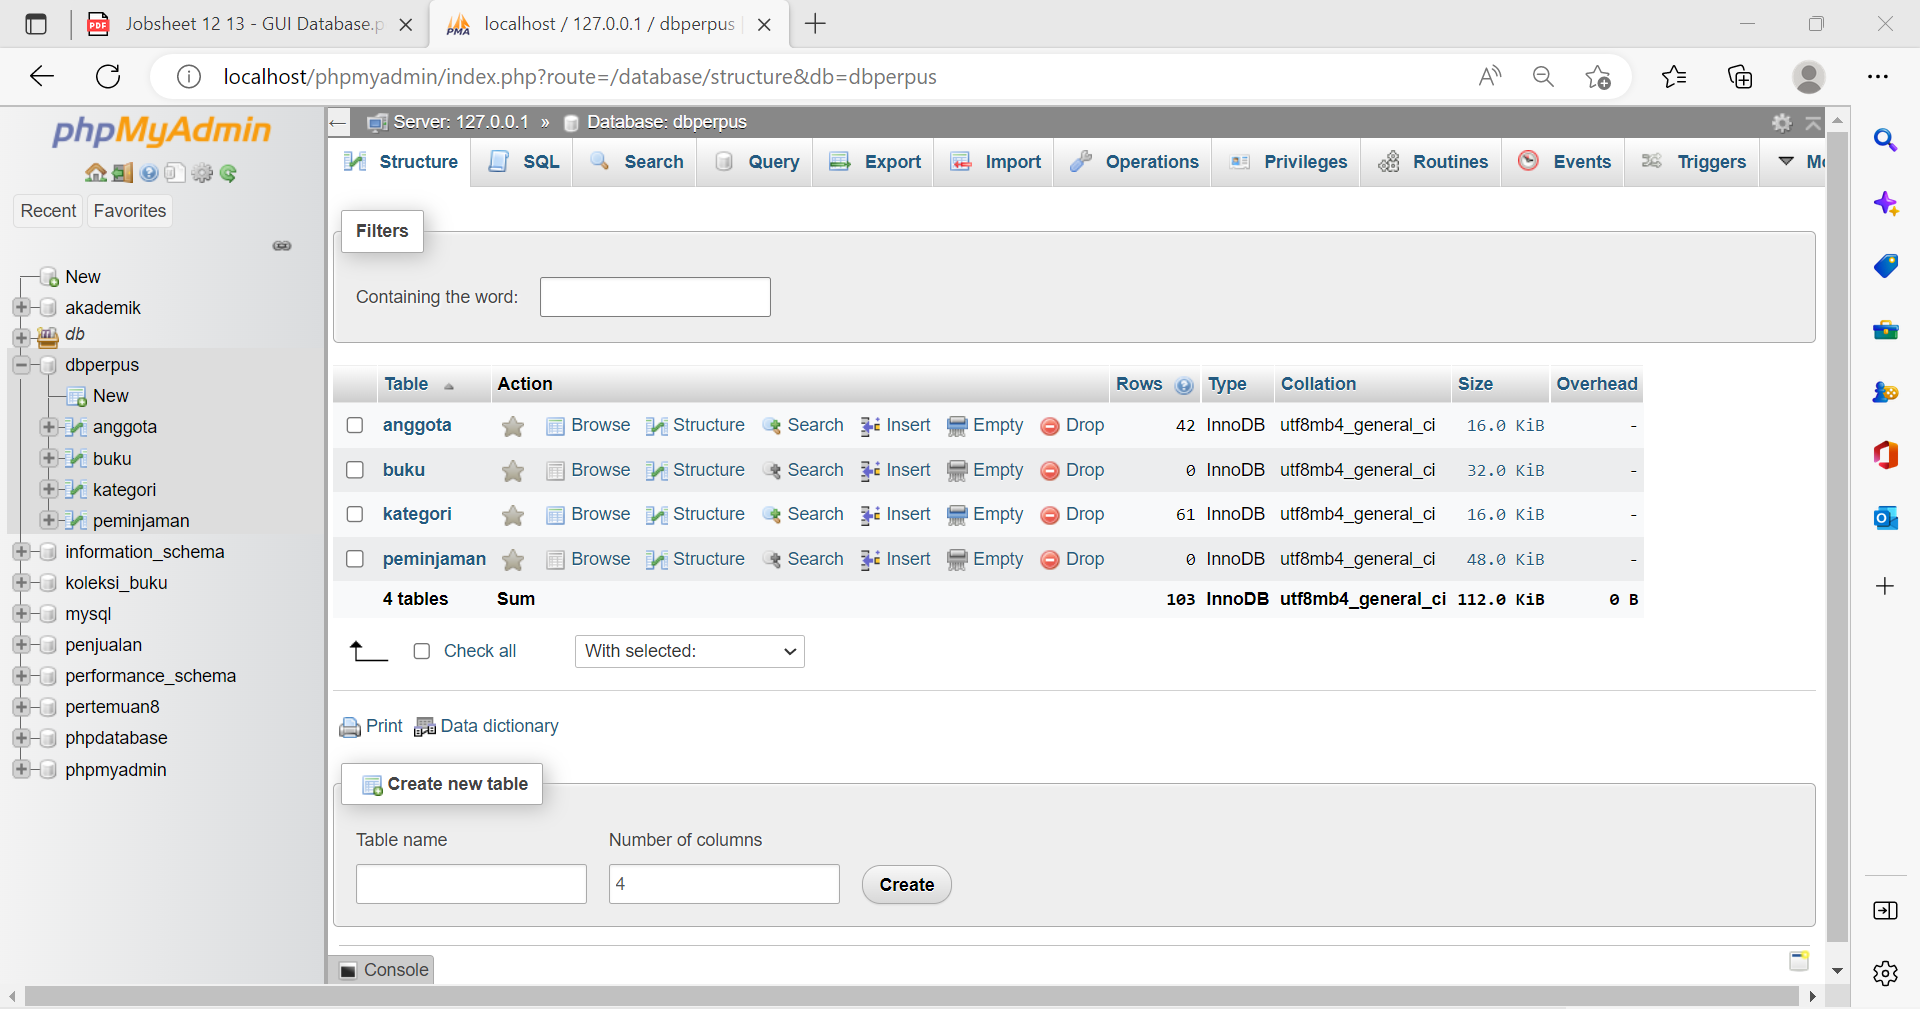 Jobsheet 12 13 - GUI Database.p
localhost / 127.0.0.1 / dbperpus
localhost/phpmyadmin/index.php?route=/database/structure&db=dbperpus
phpMyAdmin
Recent Favorites
New
akademik
db
dbperpus
New
anggota
buku
kategori
peminjaman
information_schema
koleksi_buku
mysql
penjualan
performance_schema
pertemuan8
phpdatabase
phpmyadmin
Server: 127.0.0.1 » Database: dbperpus
Structure SQL Search Query Export Import Operations Privileges Routines Events Triggers Mo
Filters
Containing the word:
Table Action Rows Type Collation Size Overhead
anggota Browse Structure Search Insert Empty Drop 42 InnoDB utf8mb4_general_ci 16.0 KiB -
buku Browse Structure Search Insert Empty Drop 0 InnoDB utf8mb4_general_ci 32.0 KiB -
kategori Browse Structure Search Insert Empty Drop 61 InnoDB utf8mb4_general_ci 16.0 KiB -
peminjaman Browse Structure Search Insert Empty Drop 0 InnoDB utf8mb4_general_ci 48.0 KiB -
4 tables Sum 103 InnoDB utf8mb4_general_ci 112.0 KiB 0 B
Check all With selected:
Print Data dictionary
Create new table
Table name Number of columns
4 Create
Console